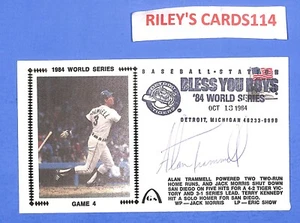 RILEY'S CARDS114
1984 WORLD SERIES
GAME 4
BASEBALL STATION
BLESS YOU BOYS
'84 WORLD SERIES
OCT 13 1984
DETROIT, MICHIGAN 48233-9998
Alan Trammell
ALAN TRAMMELL, POWERED TWO TWO-RUN
HOME RUNS, AND JACK MORRIS SHUT DOWN
SAN DIEGO ON FIVE HITS FOR A 4-2 TIGER VICTORY
AND 3-1 SERIES LEAD. TERRY KENNEDY
HIT A SOLO HOMER FOR SAN DIEGO.
WP—JACK MORRIS LP—ERIC SHOW